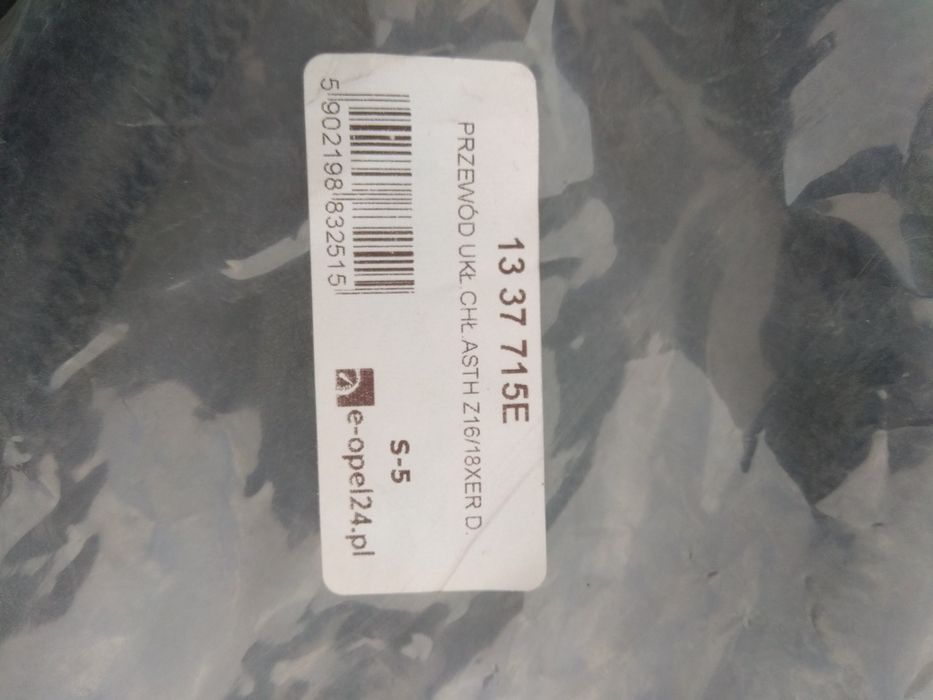 13 37 715E
PRZEWÓD UKŁ.CHŁ.ASTH Z16/18XER D.
S-5
5 902198 832515
e-opel24.pl